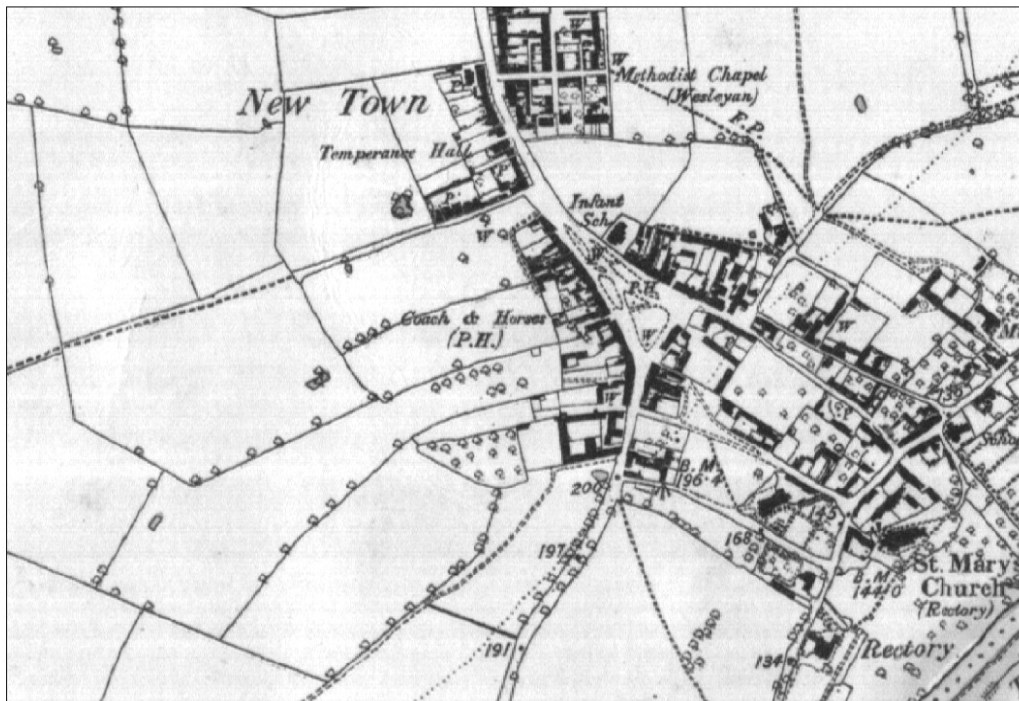 W
Methodist Chapel
(Wesleyan)
P
New Town
F.P.
Temperance Hall
P
Infant
Sch.
W
P.H.
P
Coach & Horses
(P.H.)
W
W
W
139
B.M.
196·4
200
145
197
168
St. Mary's
Church
(Rectory)
B.M.
144·0
191
134
Rectory